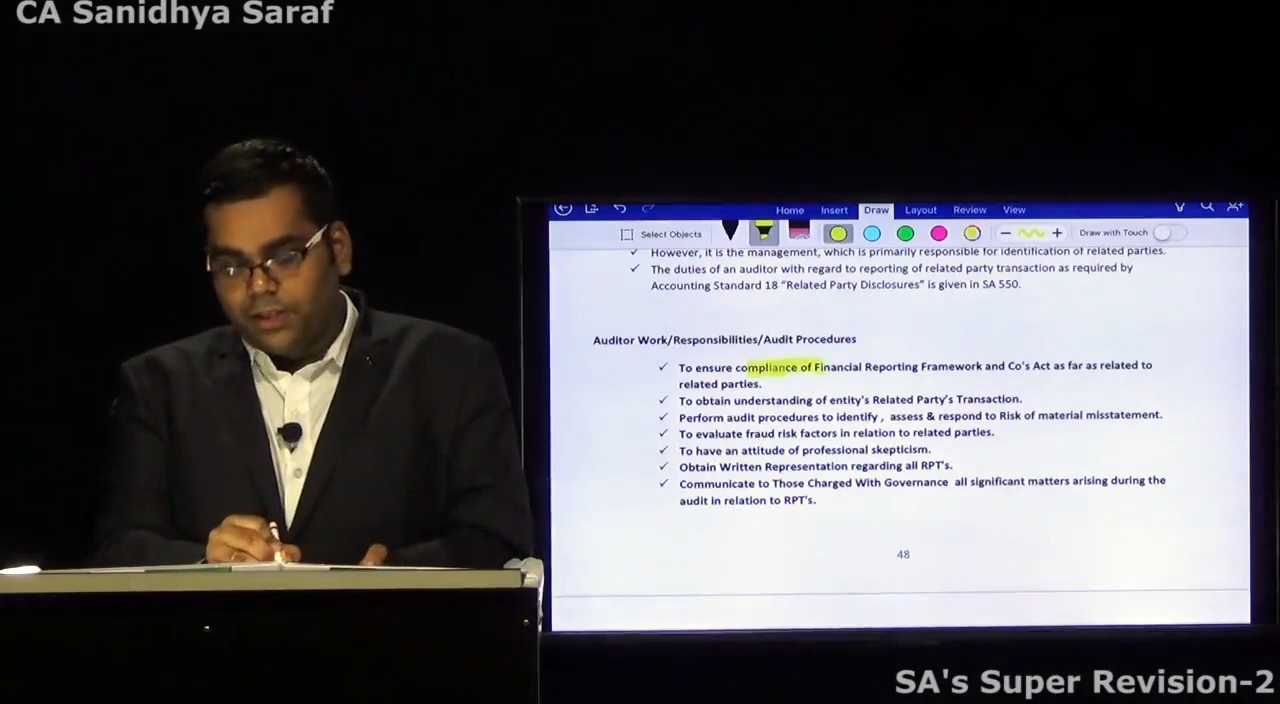 CA Sanidhya Saraf
Home Insert Draw Layout Review View
Select Objects
Draw with Touch
✓ However, it is the management, which is primarily responsible for identification of related parties.
✓ The duties of an auditor with regard to reporting of related party transaction as required by
Accounting Standard 18 “Related Party Disclosures” is given in SA 550.
Auditor Work/Responsibilities/Audit Procedures
✓ To ensure compliance of Financial Reporting Framework and Co's Act as far as related to
related parties.
✓ To obtain understanding of entity's Related Party's Transaction.
✓ Perform audit procedures to identify , assess & respond to Risk of material misstatement.
✓ To evaluate fraud risk factors in relation to related parties.
✓ To have an attitude of professional skepticism.
✓ Obtain Written Representation regarding all RPT's.
✓ Communicate to Those Charged With Governance all significant matters arising during the
audit in relation to RPT's.
48
SA's Super Revision-2